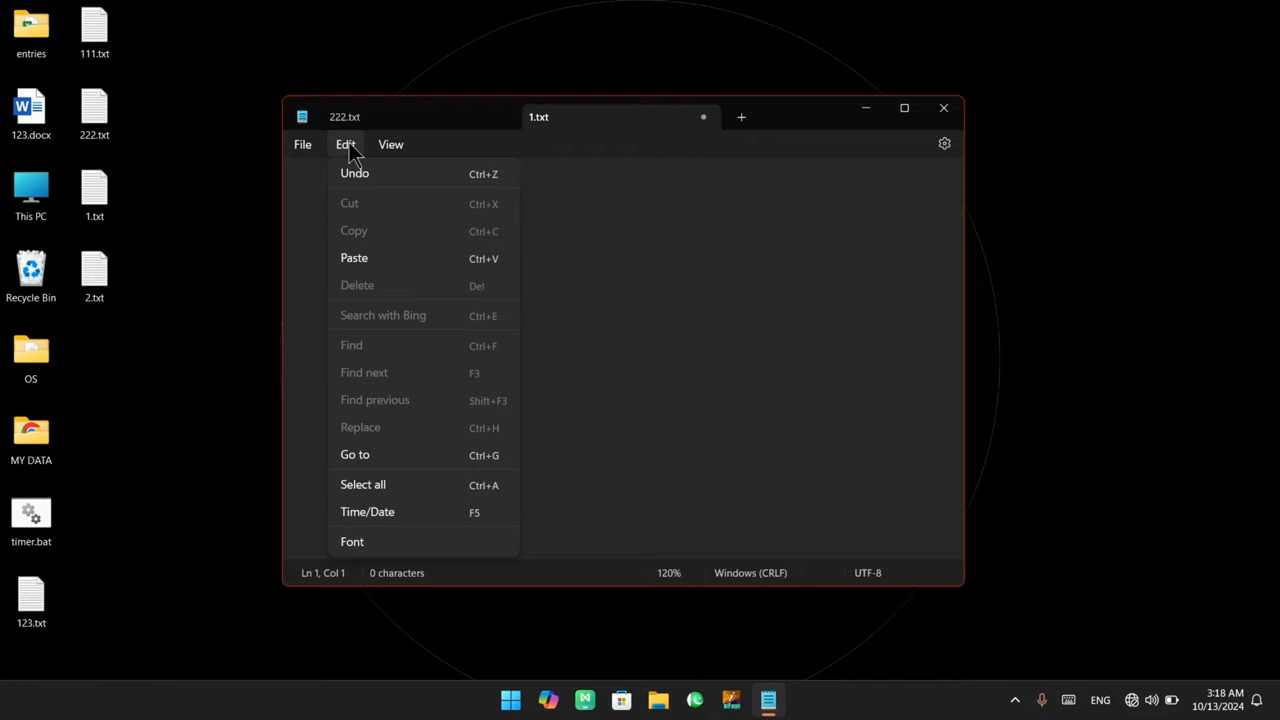 entries
111.txt
123.docx
222.txt
This PC
1.txt
Recycle Bin
2.txt
OS
MY DATA
timer.bat
123.txt
222.txt
1.txt
File Edit View
Undo Ctrl+Z
Cut Ctrl+X
Copy Ctrl+C
Paste Ctrl+V
Delete Del
Search with Bing Ctrl+E
Find Ctrl+F
Find next F3
Find previous Shift+F3
Replace Ctrl+H
Go to Ctrl+G
Select all Ctrl+A
Time/Date F5
Font
Ln 1, Col 1 0 characters 120% Windows (CRLF) UTF-8
ENG
3:18 AM
10/13/2024